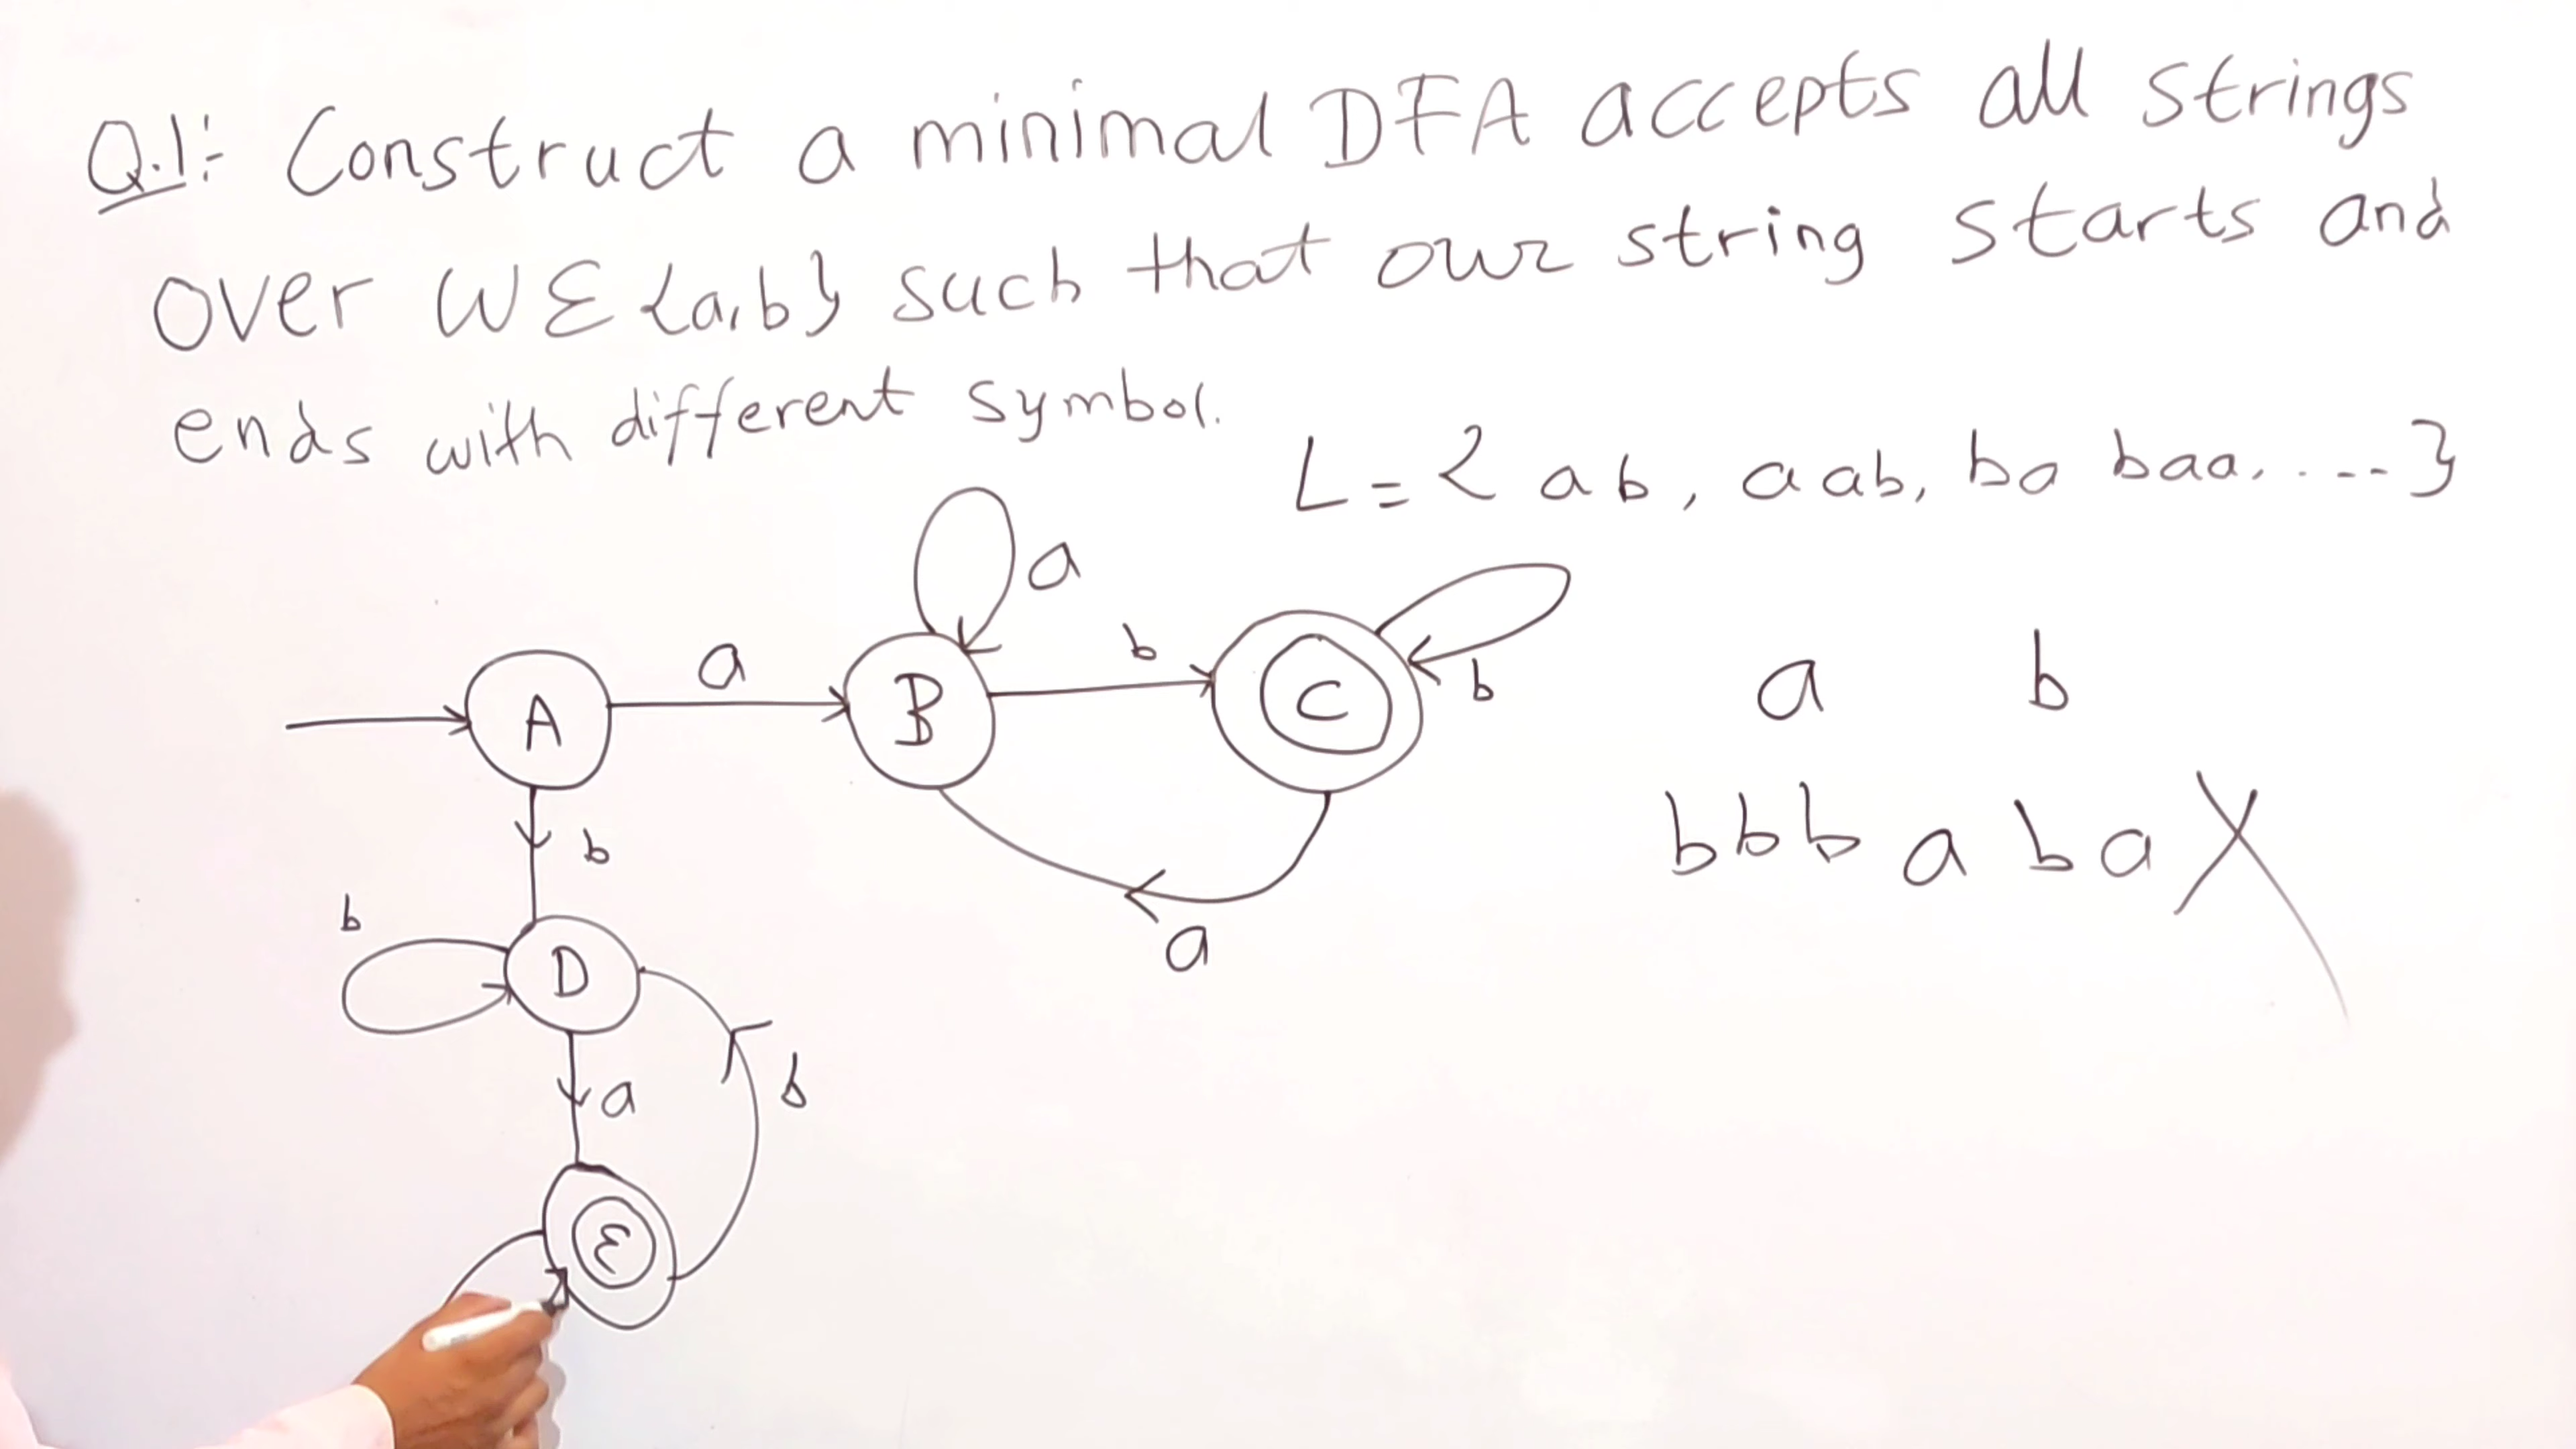 Q.1:- Construct a minimal DFA accepts all strings
over W Ɛ {a,b} such that our string starts and
ends with different symbol.
L = { ab, aab, ba baa, .... }
a
a
b
b
A
B
C
a b
b
bbb a b a X
b
a
D
a
b
Ɛ